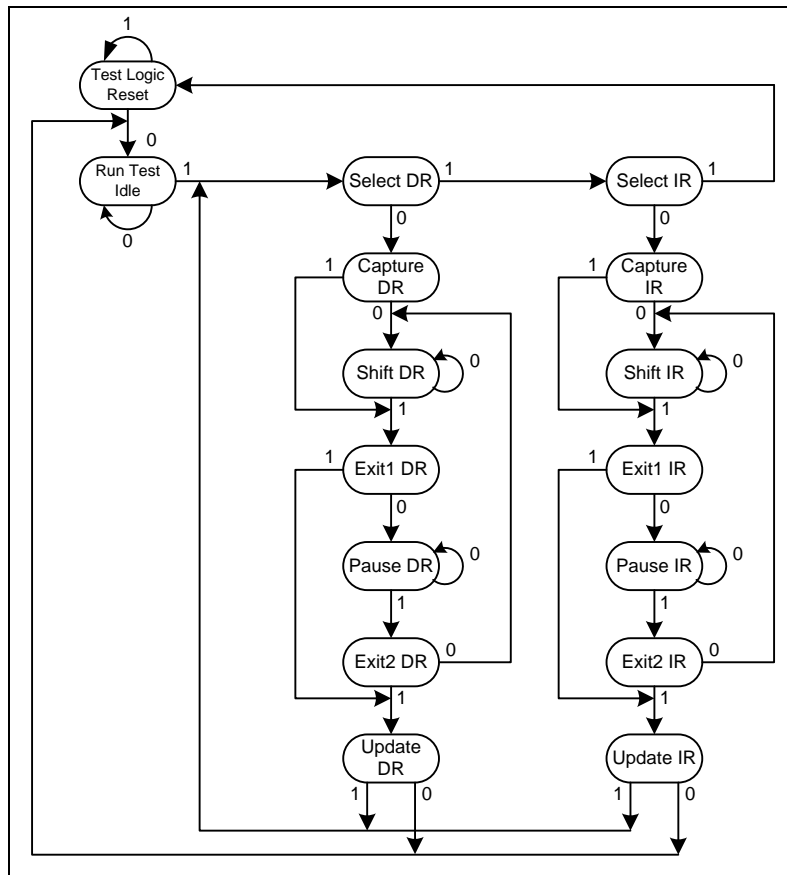 1
Test Logic
Reset
0
Run Test
Idle
1
0
Select DR
1
Select IR
1
0
0
1
Capture
DR
0
1
Capture
IR
0
Shift DR
0
1
Shift IR
0
1
1
Exit1 DR
0
1
Exit1 IR
0
Pause DR
0
1
Pause IR
0
1
Exit2 DR
0
1
Exit2 IR
0
1
Update
DR
1
0
Update IR
1
0